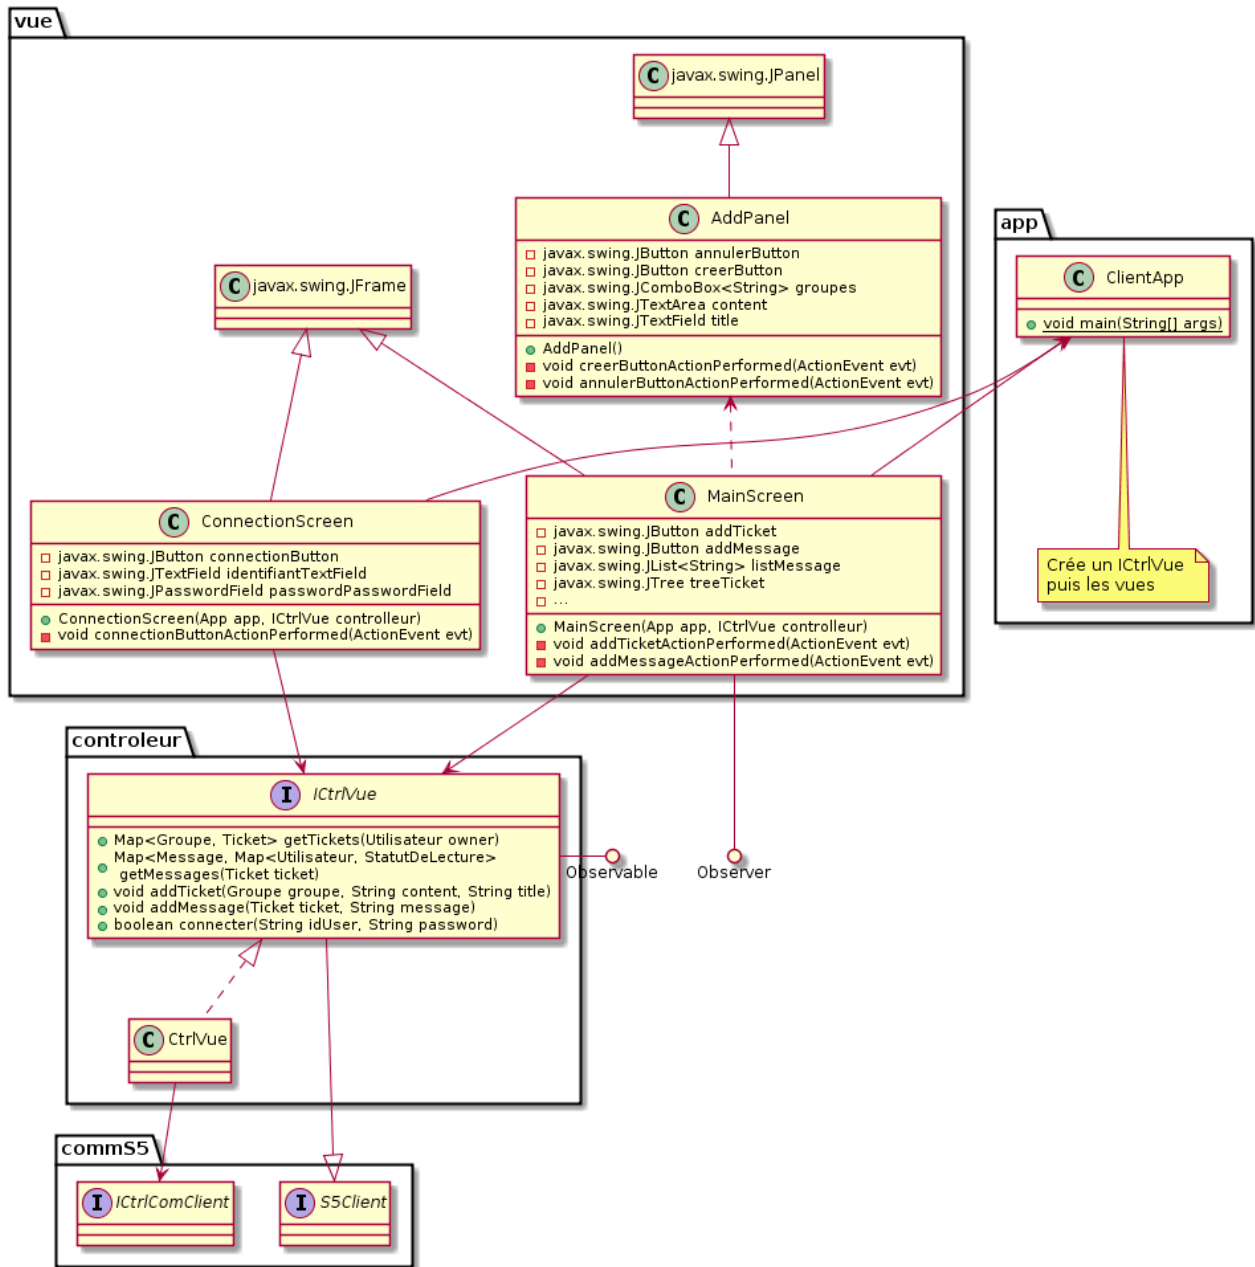 vue
C javax.swing.JPanel
C AddPanel
javax.swing.JButton annulerButton
javax.swing.JButton creerButton
javax.swing.JComboBox<String> groupes
javax.swing.JTextArea content
javax.swing.JTextField title
AddPanel()
void creerButtonActionPerformed(ActionEvent evt)
void annulerButtonActionPerformed(ActionEvent evt)
app
C ClientApp
void main(String[] args)
Crée un ICtrlVue
puis les vues
C javax.swing.JFrame
C ConnectionScreen
javax.swing.JButton connectionButton
javax.swing.JTextField identifiantTextField
javax.swing.JPasswordField passwordPasswordField
ConnectionScreen(App app, ICtrlVue controlleur)
void connectionButtonActionPerformed(ActionEvent evt)
C MainScreen
javax.swing.JButton addTicket
javax.swing.JButton addMessage
javax.swing.JList<String> listMessage
javax.swing.JTree treeTicket
...
MainScreen(App app, ICtrlVue controlleur)
void addTicketActionPerformed(ActionEvent evt)
void addMessageActionPerformed(ActionEvent evt)
controleur
I ICtrlVue
Map<Groupe, Ticket> getTickets(Utilisateur owner)
Map<Message, Map<Utilisateur, StatutDeLecture>
getMessages(Ticket ticket)
void addTicket(Groupe groupe, String content, String title)
void addMessage(Ticket ticket, String message)
boolean connecter(String idUser, String password)
Observable
Observer
C CtrlVue
commS5
I ICtrlComClient
I S5Client